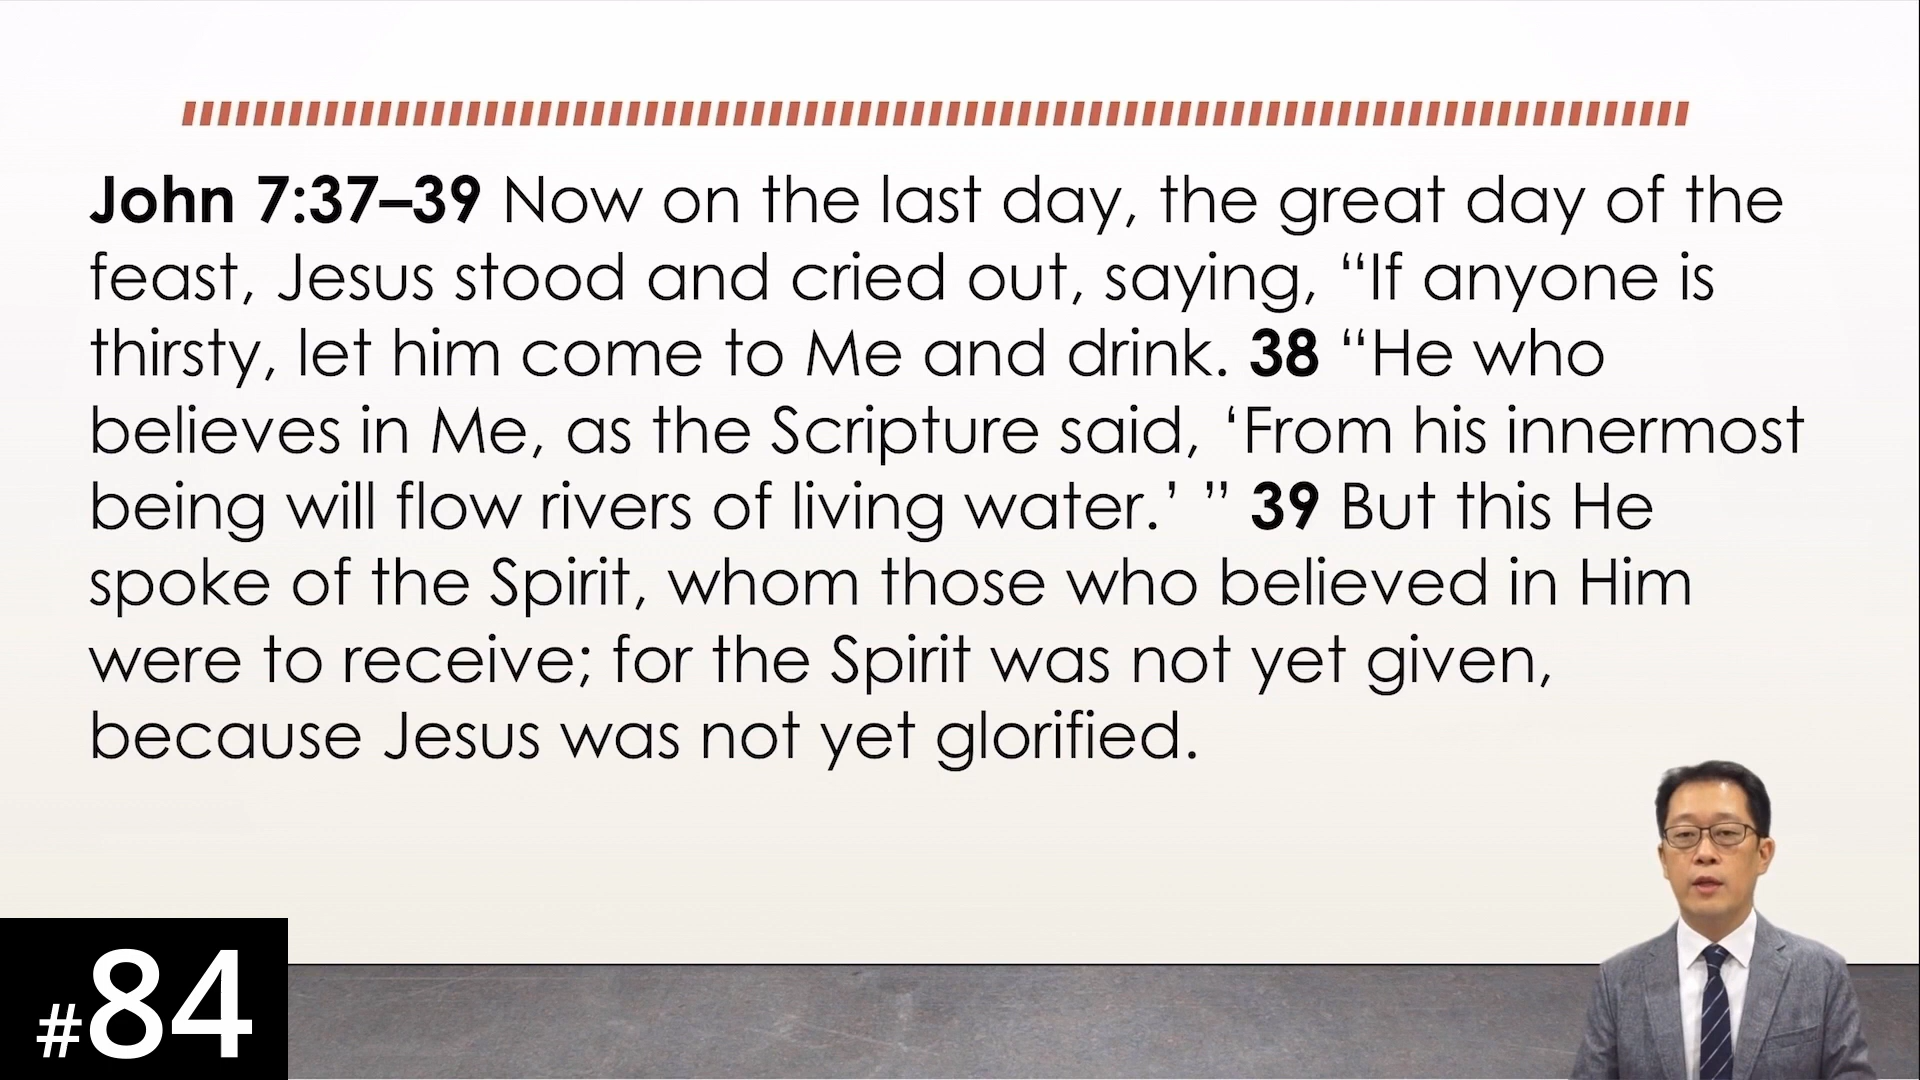 John 7:37–39 Now on the last day, the great day of the
feast, Jesus stood and cried out, saying, “If anyone is
thirsty, let him come to Me and drink. 38 “He who
believes in Me, as the Scripture said, ‘From his innermost
being will flow rivers of living water.’ ” 39 But this He
spoke of the Spirit, whom those who believed in Him
were to receive; for the Spirit was not yet given,
because Jesus was not yet glorified.
#84